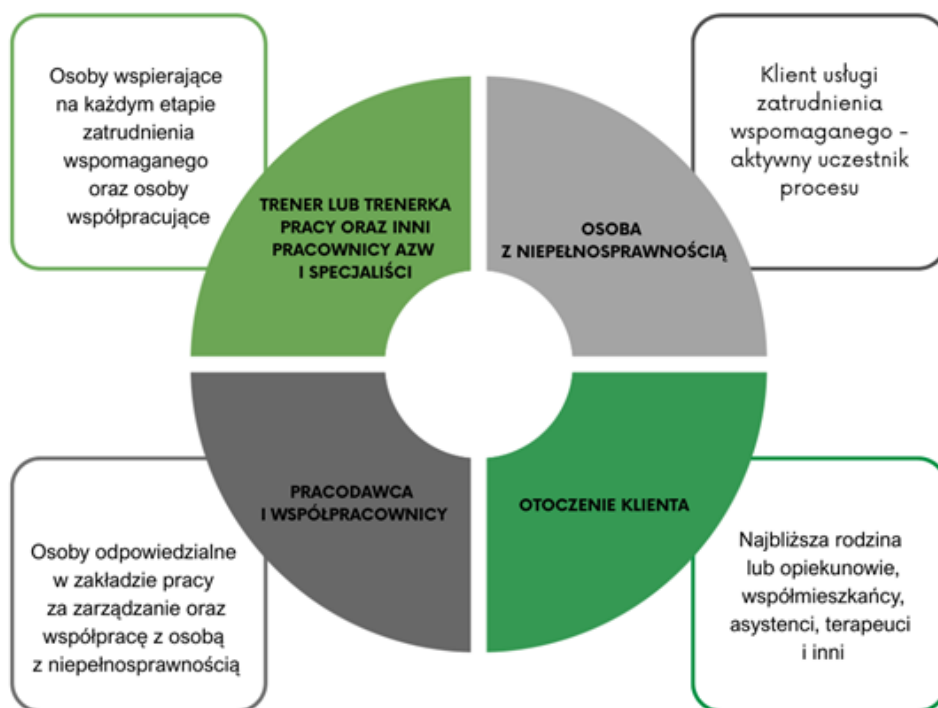 Osoby wspierające
na każdym etapie
zatrudnienia
wspomaganego
oraz osoby
współpracujące
TRENER LUB TRENERKA
PRACY ORAZ INNI
PRACOWNICY AZW
I SPECJALIŚCI
Klient usługi
zatrudnienia
wspomaganego -
aktywny uczestnik
procesu
OSOBA
Z NIEPEŁNOSPRAWNOŚCIĄ
PRACODAWCA
I WSPÓŁPRACOWNICY
Osoby odpowiedzialne
w zakładzie pracy
za zarządzanie oraz
współpracę z osobą
z niepełnosprawnością
OTOCZENIE KLIENTA
Najbliższa rodzina
lub opiekunowie,
współmieszkańcy,
asystenci, terapeuci
i inni